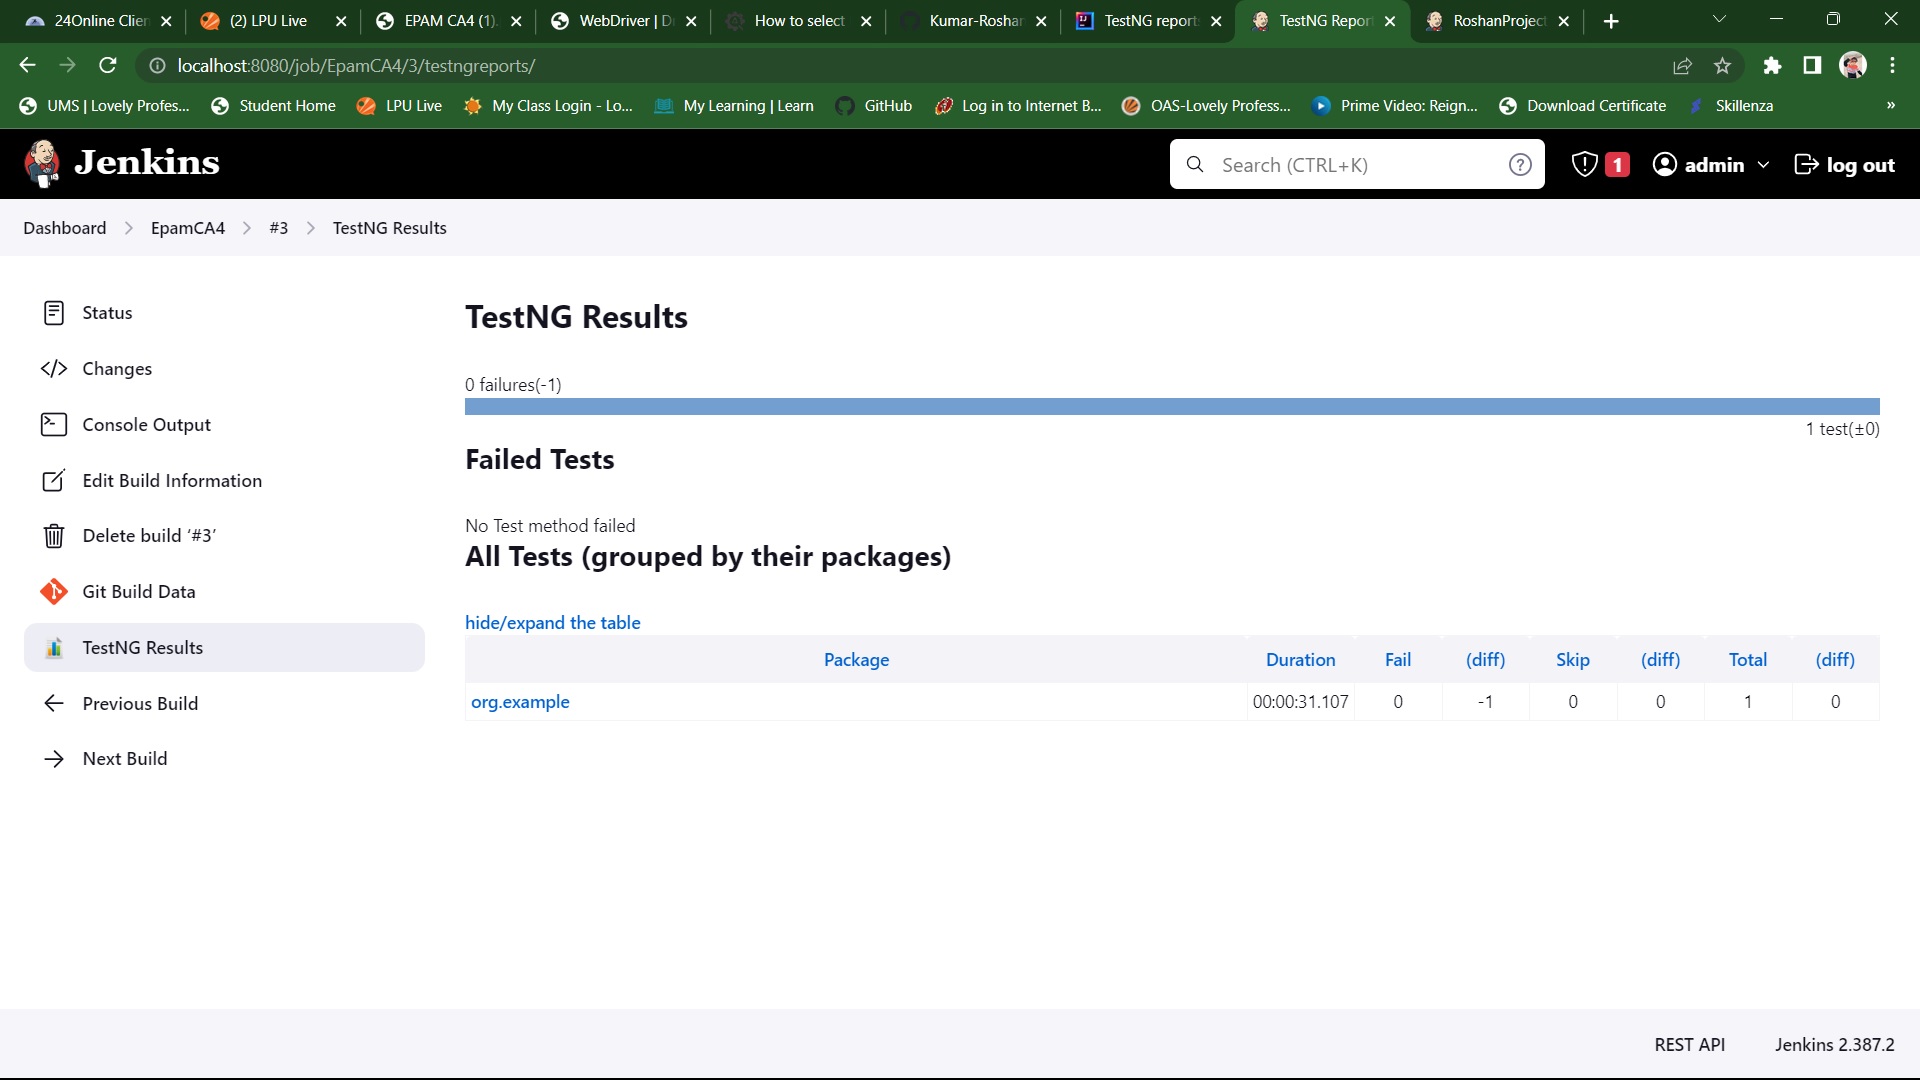 24Online Clien
(2) LPU Live
EPAM CA4 (1).
WebDriver | D
How to select
Kumar-Roshan
TestNG report
TestNG Report
RoshanProject
localhost:8080/job/EpamCA4/3/testngreports/
UMS | Lovely Profes...
Student Home
LPU Live
My Class Login - Lo...
My Learning | Learn
GitHub
Log in to Internet B...
OAS-Lovely Profess...
Prime Video: Reign...
Download Certificate
Skillenza
»
Jenkins
Search (CTRL+K)
1
admin
log out
Dashboard
EpamCA4
#3
TestNG Results
Status
Changes
Console Output
Edit Build Information
Delete build ‘#3’
Git Build Data
TestNG Results
Previous Build
Next Build
TestNG Results
0 failures(-1)
1 test(±0)
Failed Tests
No Test method failed
All Tests (grouped by their packages)
hide/expand the table
Package Duration Fail (diff) Skip (diff) Total (diff)
org.example 00:00:31.107 0 -1 0 0 1 0
REST API
Jenkins 2.387.2